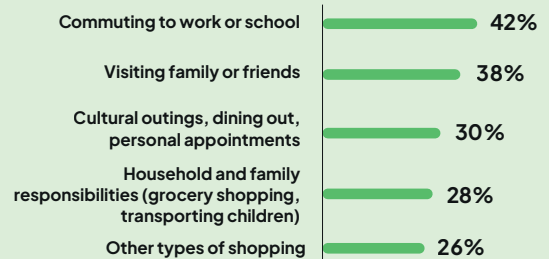 Commuting to work or school 42%
Visiting family or friends 38%
Cultural outings, dining out,
personal appointments 30%
Household and family
responsibilities (grocery shopping, 28%
transporting children)
Other types of shopping 26%